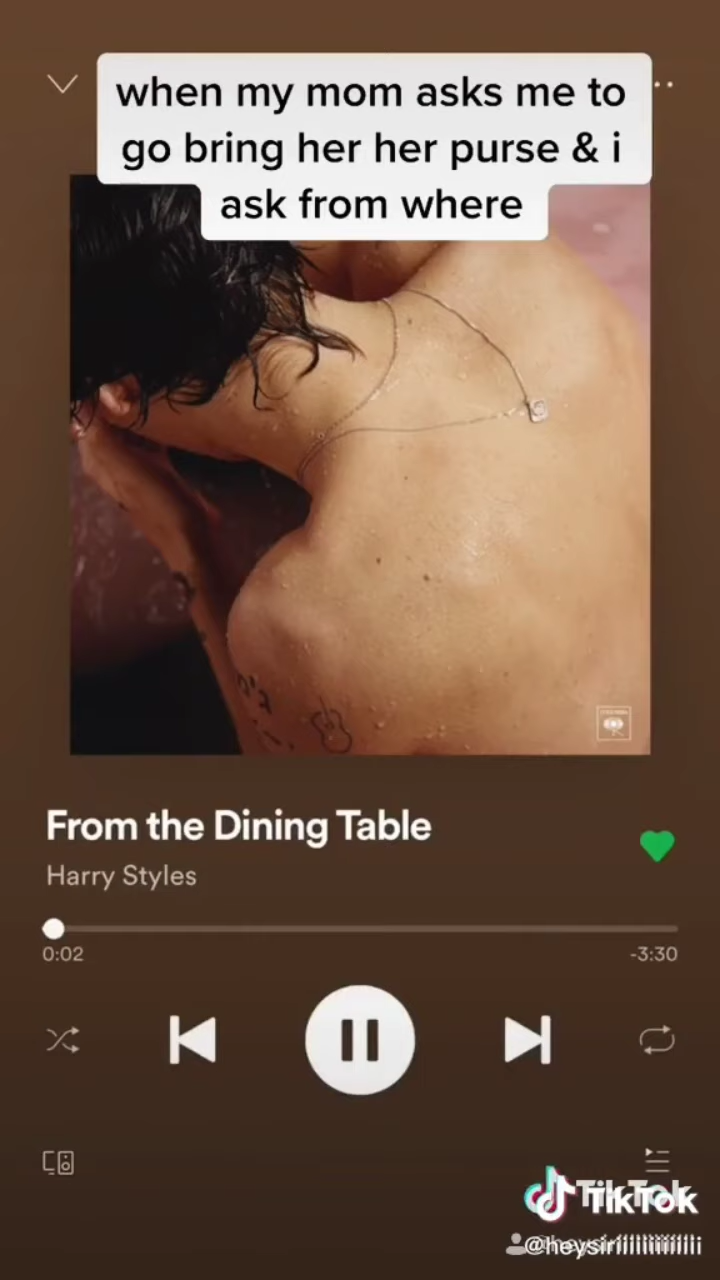 when my mom asks me to
go bring her her purse & i
ask from where
From the Dining Table
Harry Styles
0:02
-3:30
TikTok